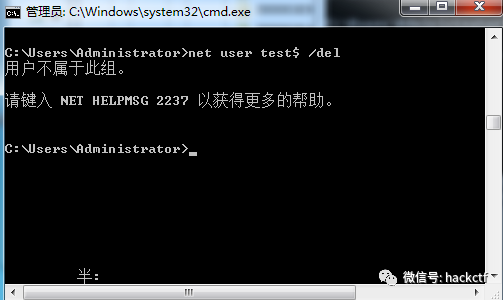 管理员: C:\Windows\system32\cmd.exe
C:\Users\Administrator>net user test$ /del
用户不属于此组。
请键入 NET HELPMSG 2237 以获得更多的帮助。
C:\Users\Administrator>_
半:
微信号: hackctf